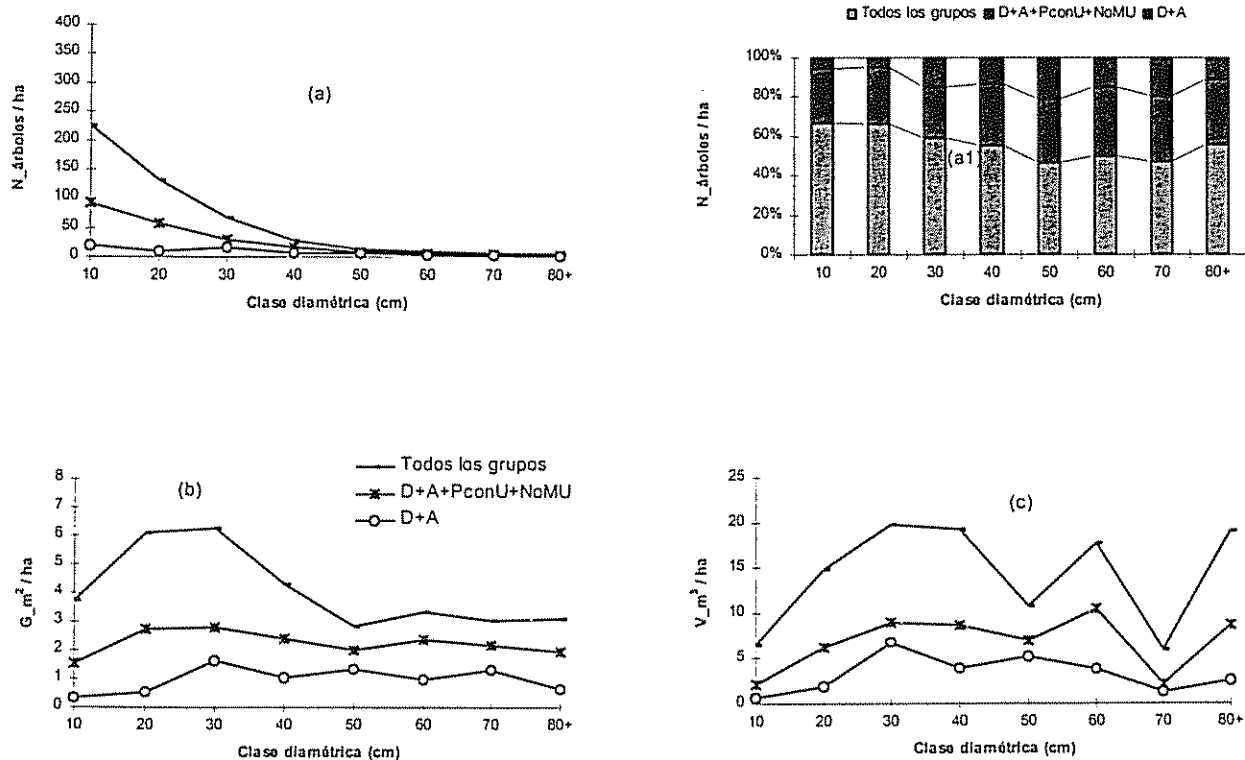 400
350
300
250
200
150
100
50
0
N_árboles / ha
(a)
10 20 30 40 50 60 70 80+
Clase diamétrica (cm)
Todos los grupos D+A+PconU+NoMU D+A
100%
80%
60%
40%
20%
0%
N_árboles / ha
(a1)
10 20 30 40 50 60 70 80+
Clase diamétrica (cm)
8
7
6
5
4
3
2
1
0
G_m² / ha
(b)
Todos los grupos
D+A+PconU+NoMU
D+A
10 20 30 40 50 60 70 80+
Clase diamétrica (cm)
25
20
15
10
5
0
V_m³ / ha
(c)
10 20 30 40 50 60 70 80+
Clase diamétrica (cm)